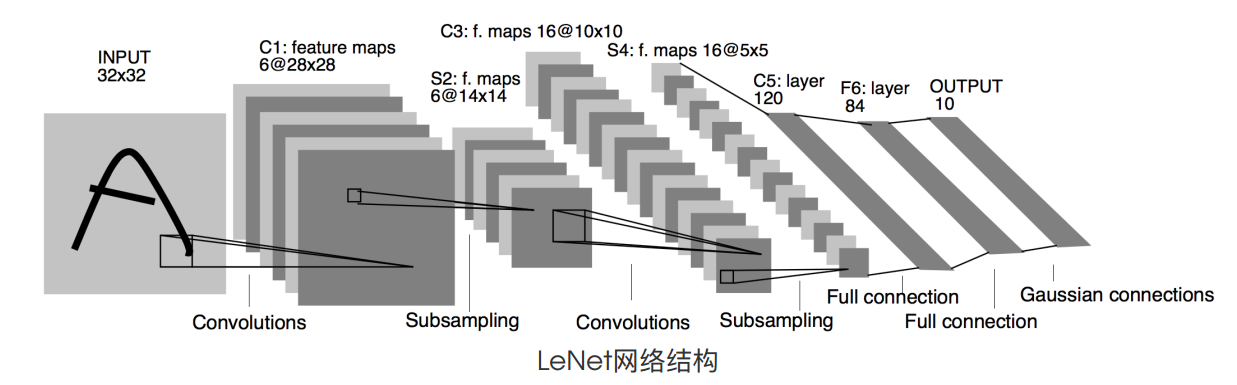 INPUT
32x32
C1: feature maps
6@28x28
S2: f. maps
6@14x14
C3: f. maps 16@10x10
S4: f. maps 16@5x5
C5: layer
120
F6: layer
84
OUTPUT
10
Convolutions
Subsampling
Convolutions
Subsampling
Full connection
Full connection
Gaussian connections
LeNet网络结构